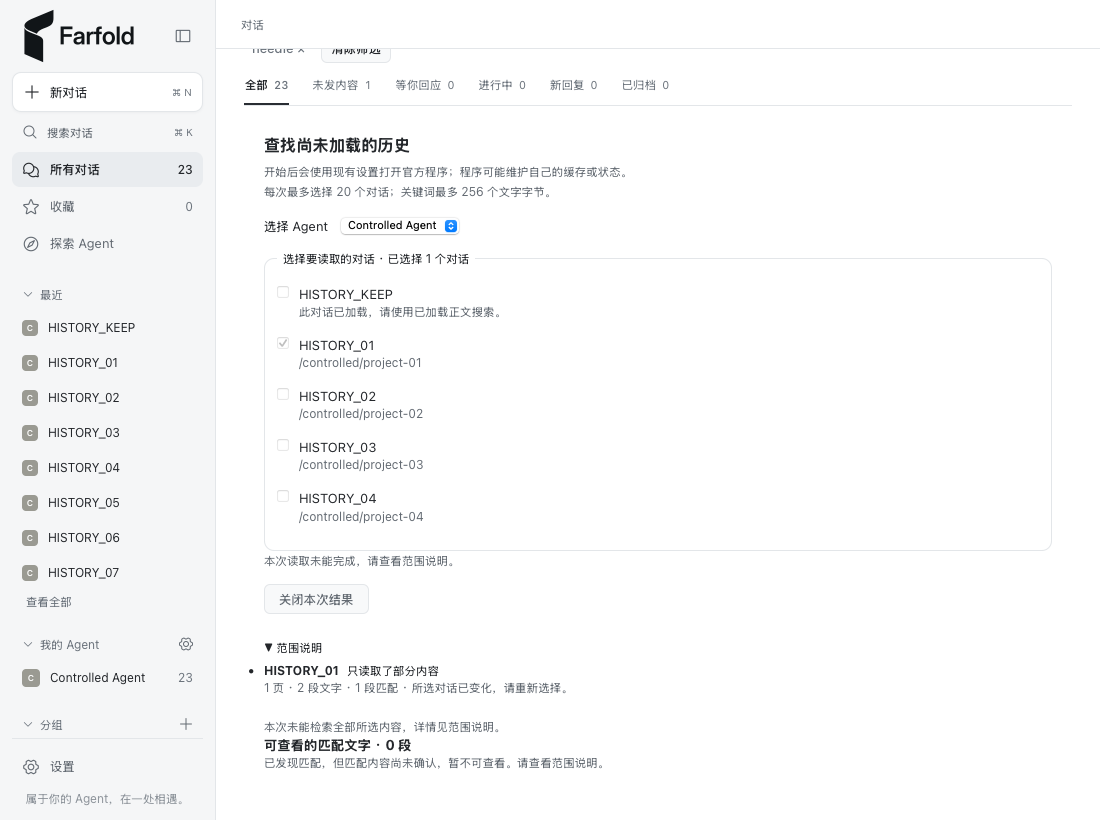 Farfold
新对话
⌘ N
搜索对话
⌘ K
所有对话
23
收藏
0
探索 Agent
最近
C HISTORY_KEEP
C HISTORY_01
C HISTORY_02
C HISTORY_03
C HISTORY_04
C HISTORY_05
C HISTORY_06
C HISTORY_07
查看全部
我的 Agent
C Controlled Agent 23
分组
设置
属于你的 Agent，在一处相遇。
对话
needle ×
清除筛选
全部 23
未发内容 1
等你回应 0
进行中 0
新回复 0
已归档 0
查找尚未加载的历史
开始后会使用现有设置打开官方程序；程序可能维护自己的缓存或状态。
每次最多选择 20 个对话；关键词最多 256 个文字字节。
选择 Agent
Controlled Agent
选择要读取的对话 · 已选择 1 个对话
HISTORY_KEEP
此对话已加载，请使用已加载正文搜索。
HISTORY_01
/controlled/project-01
HISTORY_02
/controlled/project-02
HISTORY_03
/controlled/project-03
HISTORY_04
/controlled/project-04
本次读取未能完成，请查看范围说明。
关闭本次结果
▼ 范围说明
• HISTORY_01 只读取了部分内容
1 页 · 2 段文字 · 1 段匹配 · 所选对话已变化，请重新选择。
本次未能检索全部所选内容，详情见范围说明。
可查看的匹配文字 · 0 段
已发现匹配，但匹配内容尚未确认，暂不可查看。请查看范围说明。